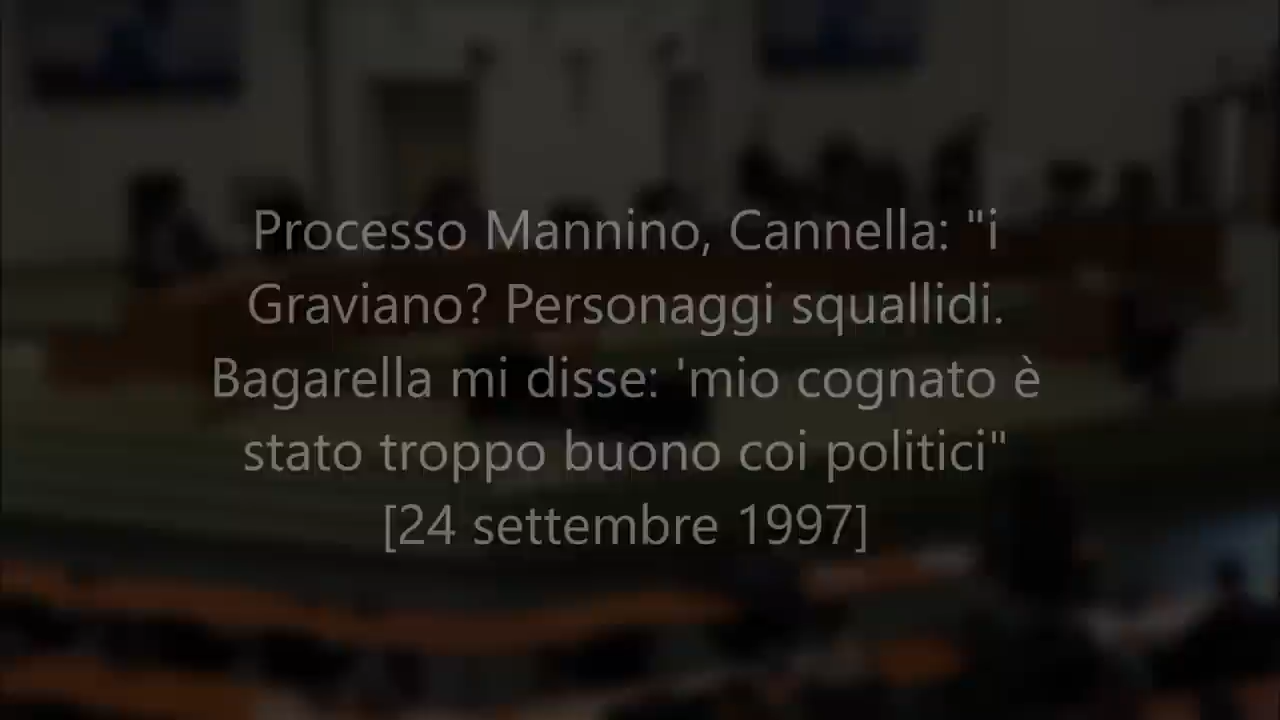 Processo Mannino, Cannella: "i
Graviano? Personaggi squallidi.
Bagarella mi disse: 'mio cognato è
stato troppo buono coi politici"
[24 settembre 1997]